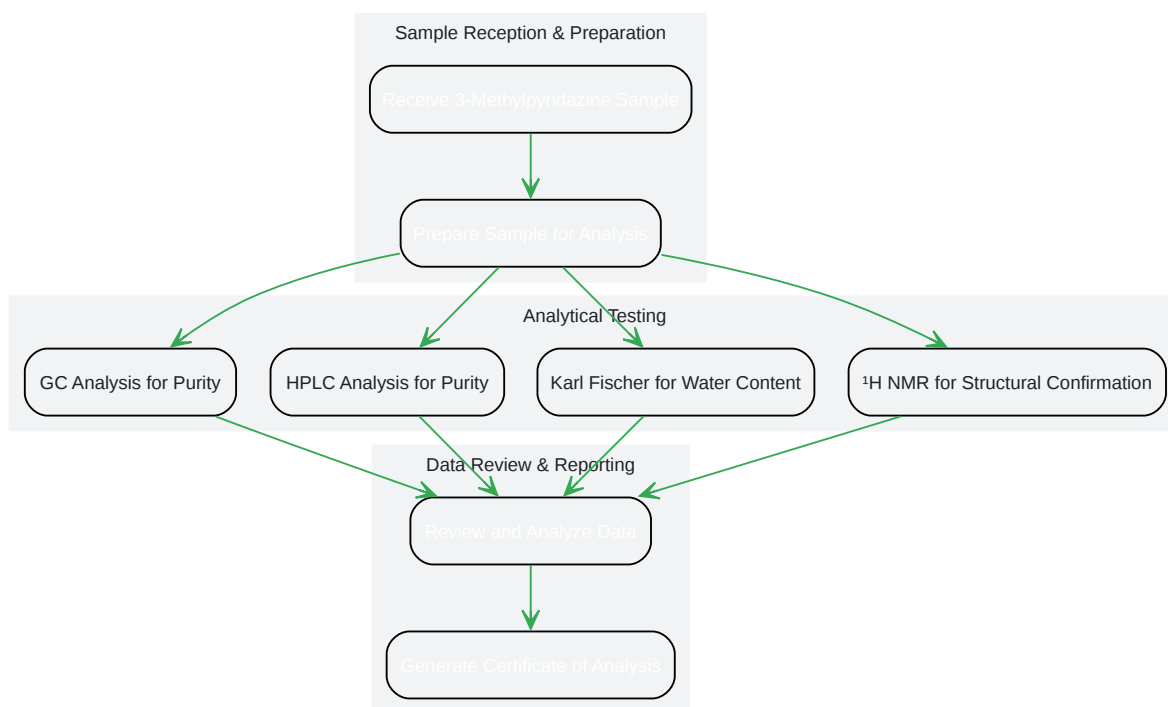 Sample Reception & Preparation
Receive 3-Methylpyridazine Sample
Prepare Sample for Analysis
Analytical Testing
GC Analysis for Purity
HPLC Analysis for Purity
Karl Fischer for Water Content
¹H NMR for Structural Confirmation
Data Review & Reporting
Review and Analyze Data
Generate Certificate of Analysis